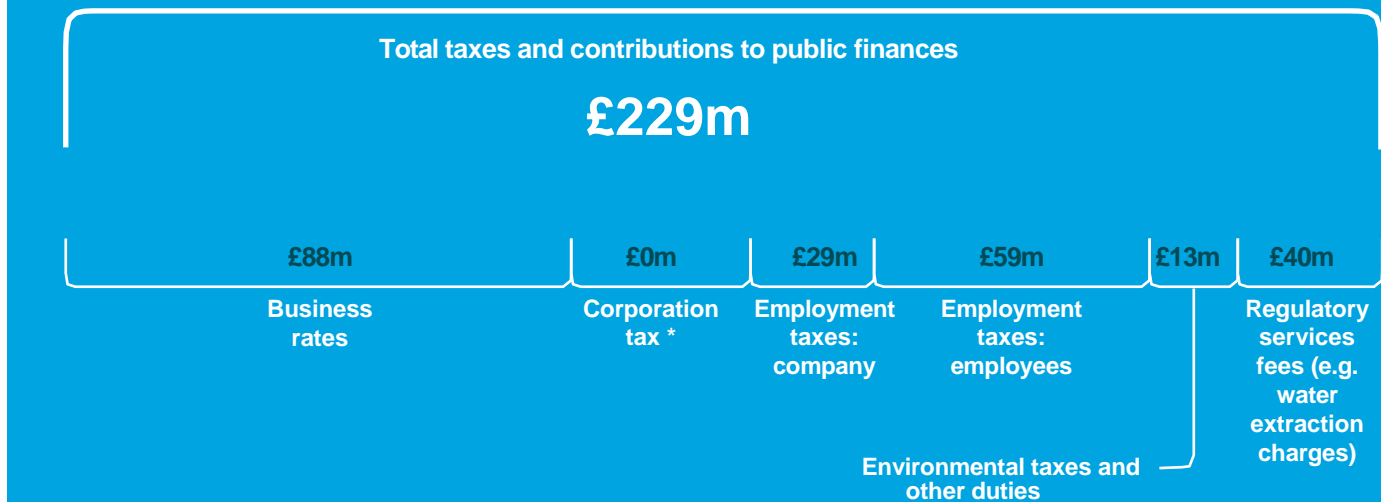 Total taxes and contributions to public finances
£229m
£88m
£0m
£29m
£59m
£13m
£40m
Business
rates
Corporation
tax *
Employment
taxes:
company
Employment
taxes:
employees
Regulatory
services
fees (e.g.
water
extraction
charges)
Environmental taxes and
other duties